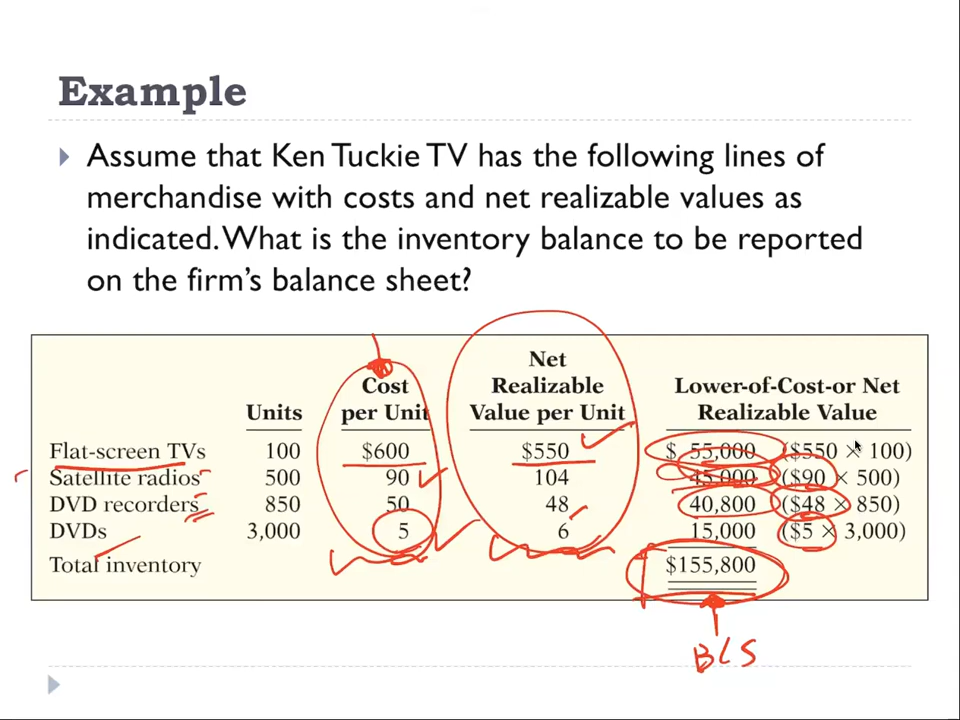 Example
Assume that Ken Tuckie TV has the following lines of
merchandise with costs and net realizable values as
indicated. What is the inventory balance to be reported
on the firm's balance sheet?
Net
Cost Realizable Lower-of-Cost-or Net
Units per Unit Value per Unit Realizable Value
Flat-screen TVs 100 $600 $550 $ 55,000 ($550 × 100)
Satellite radios 500 90 104 45,000 ($90 × 500)
DVD recorders 850 50 48 40,800 ($48 × 850)
DVDs 3,000 5 6 15,000 ($5 × 3,000)
Total inventory $155,800
B/S